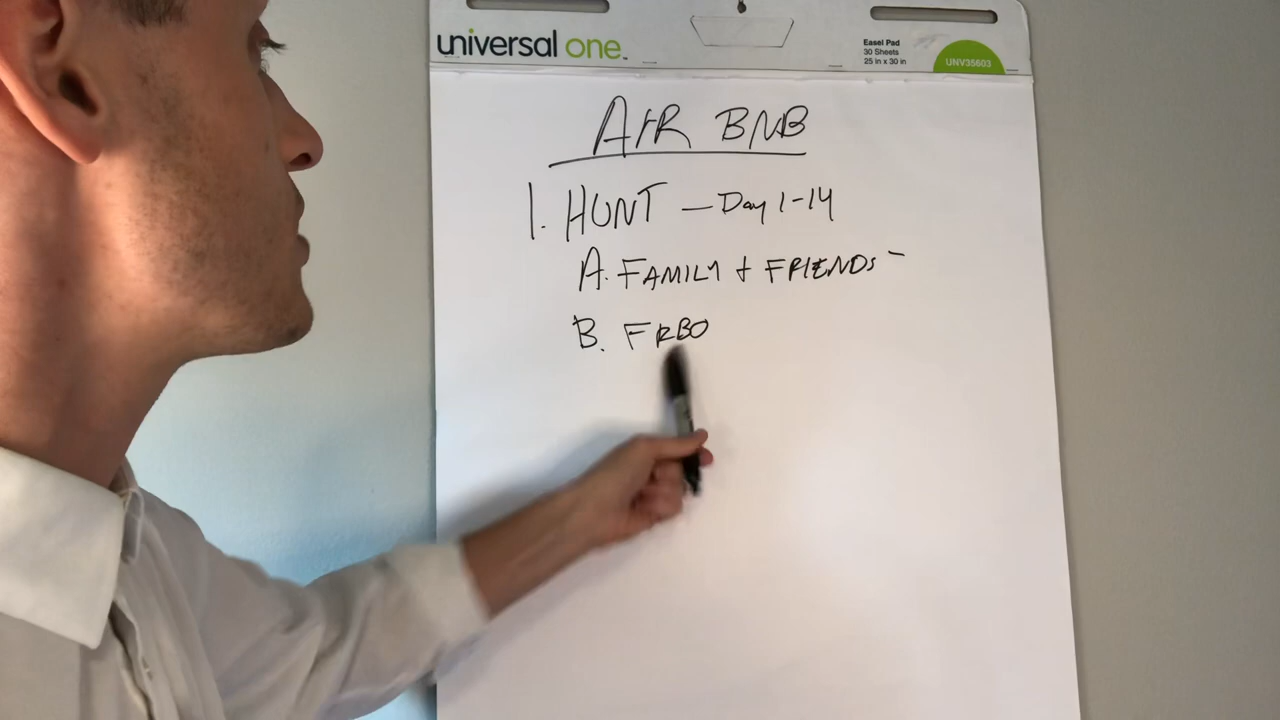 universal one
Easel Pad
30 Sheets
25 in x 30 in
UNV35603
AIR BNB
1. HUNT — Day 1-14
A. FAMILY + FRIENDS -
B. FRBO